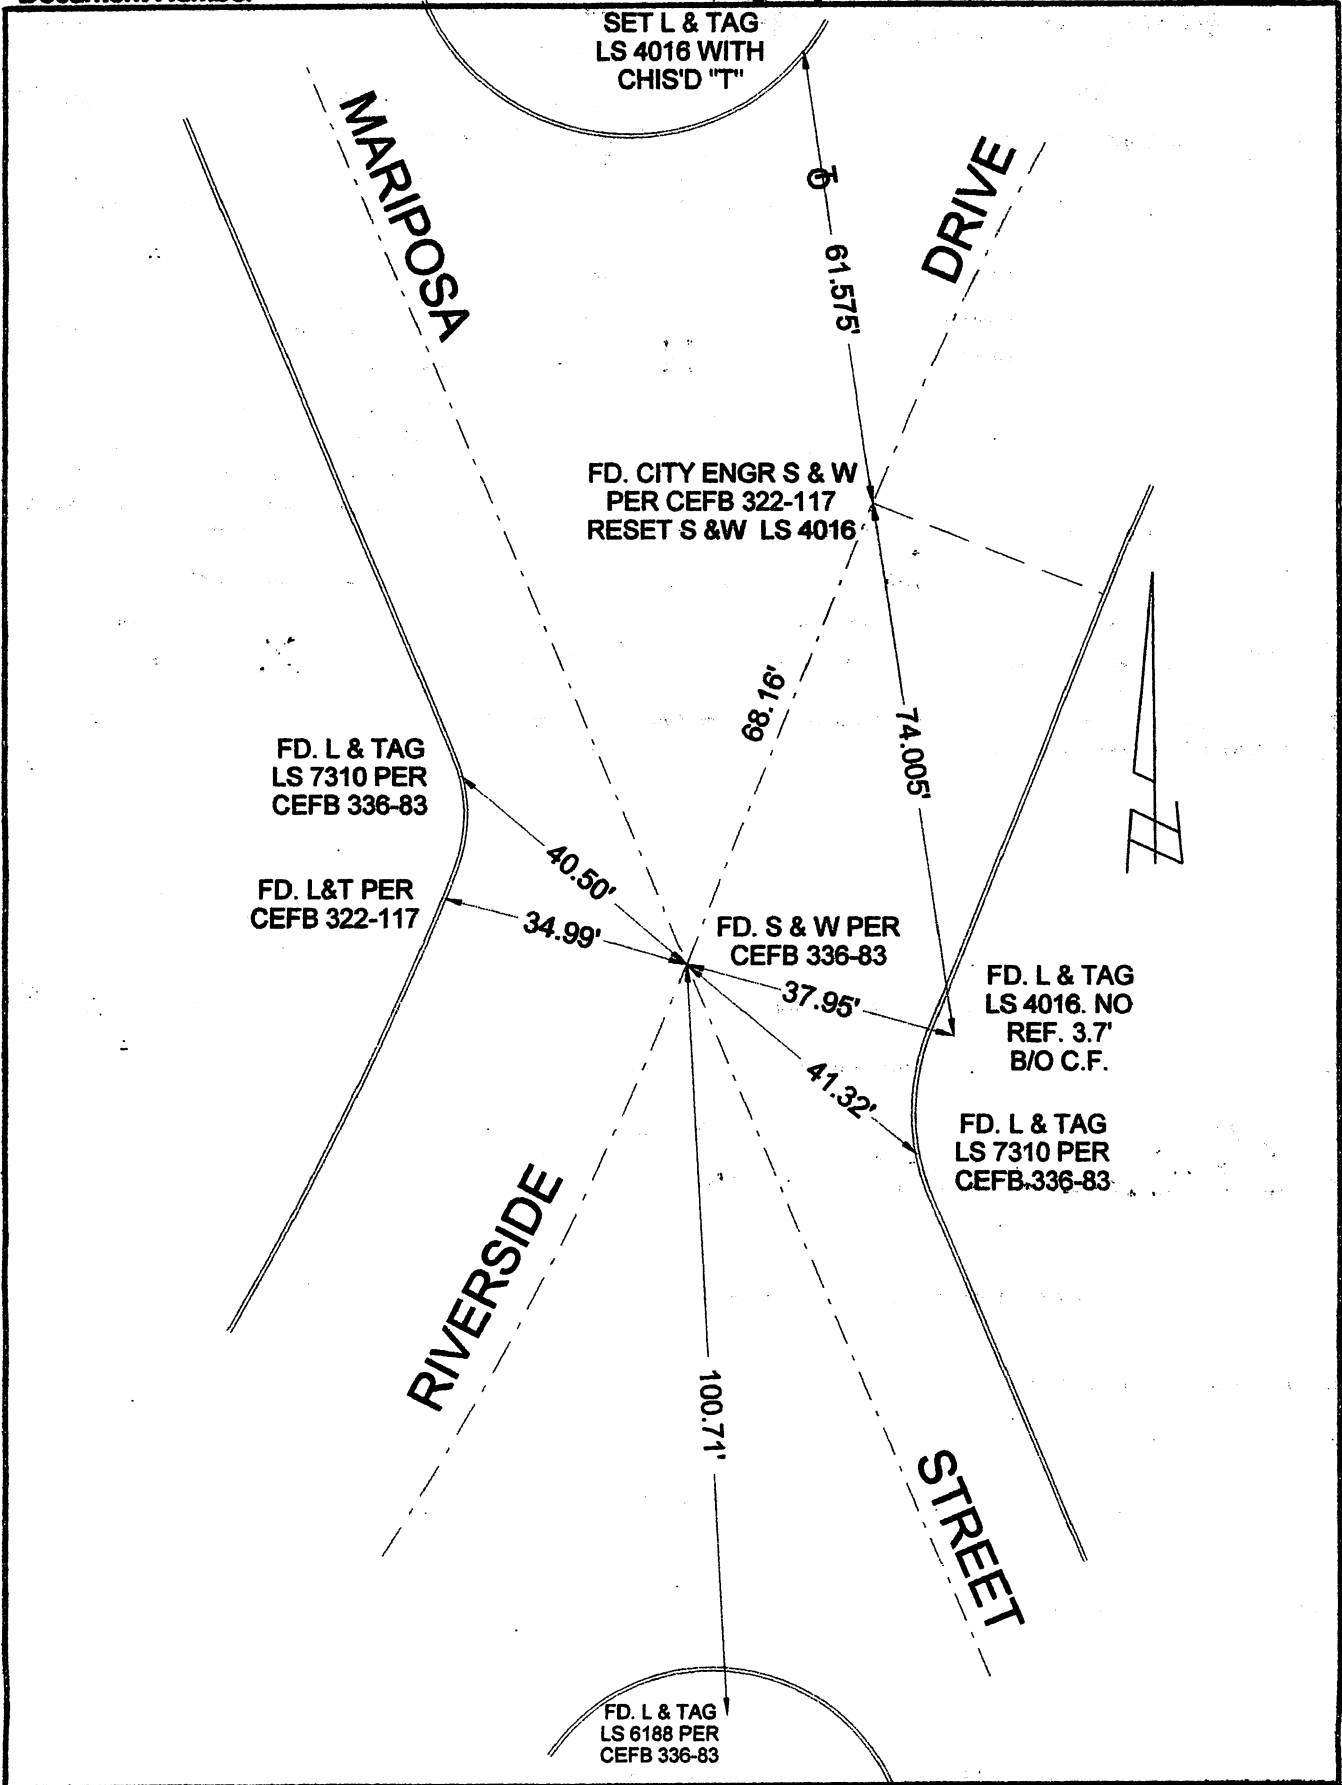 SET L & TAG
LS 4016 WITH
CHIS'D "T"
MARIPOSA
DRIVE
61.575'
FD. CITY ENGR S & W
PER CEFB 322-117
RESET S &W LS 4016
68.16'
74.005'
FD. L & TAG
LS 7310 PER
CEFB 336-83
40.50'
FD. L&T PER
CEFB 322-117
34.99'
FD. S & W PER
CEFB 336-83
37.95'
FD. L & TAG
LS 4016. NO
REF. 3.7'
B/O C.F.
41.32'
FD. L & TAG
LS 7310 PER
CEFB 336-83
RIVERSIDE
100.71'
STREET
FD. L & TAG
LS 6188 PER
CEFB 336-83